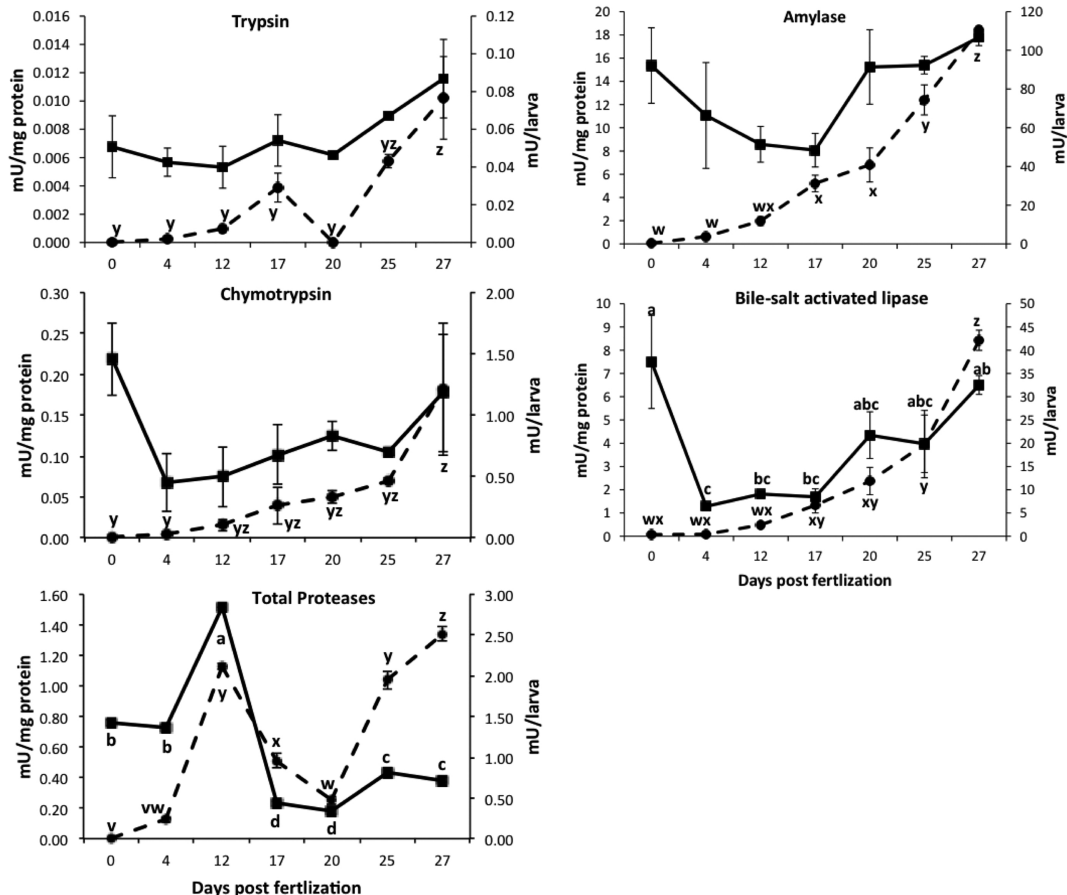 Trypsin
mU/mg protein
0.016
0.014
0.012
0.010
0.008
0.006
0.004
0.002
0.000
0.12
0.10
0.08
0.06
0.04
0.02
0.00
mU/larva
y y y y y yz z
0 4 12 17 20 25 27
Amylase
mU/mg protein
20
18
16
14
12
10
8
6
4
2
0
120
100
80
60
40
20
0
mU/larva
w w wx x x y z
0 4 12 17 20 25 27
Chymotrypsin
mU/mg protein
0.30
0.25
0.20
0.15
0.10
0.05
0.00
2.00
1.50
1.00
0.50
0.00
mU/larva
y y yz yz yz yz z
0 4 12 17 20 25 27
Bile-salt activated lipase
mU/mg protein
10
9
8
7
6
5
4
3
2
1
0
50
45
40
35
30
25
20
15
10
5
0
mU/larva
a c bc bc abc abc ab
wx wx wx xy xy y z
0 4 12 17 20 25 27
Days post fertlization
Total Proteases
mU/mg protein
1.60
1.40
1.20
1.00
0.80
0.60
0.40
0.20
0.00
3.00
2.50
2.00
1.50
1.00
0.50
0.00
mU/larva
b b a d d c c
v vw y x w y z
0 4 12 17 20 25 27
Days post fertlization